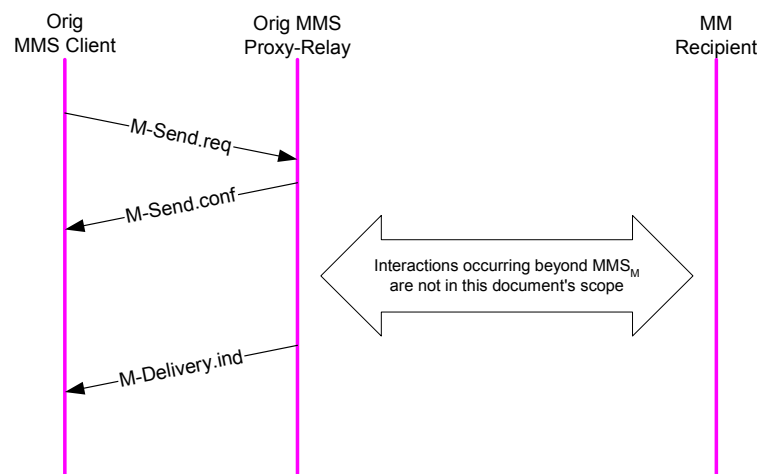 Orig
MMS Client
Orig MMS
Proxy-Relay
MM
Recipient
M-Send.req
M-Send.conf
Interactions occurring beyond MMSM
are not in this document's scope
M-Delivery.ind